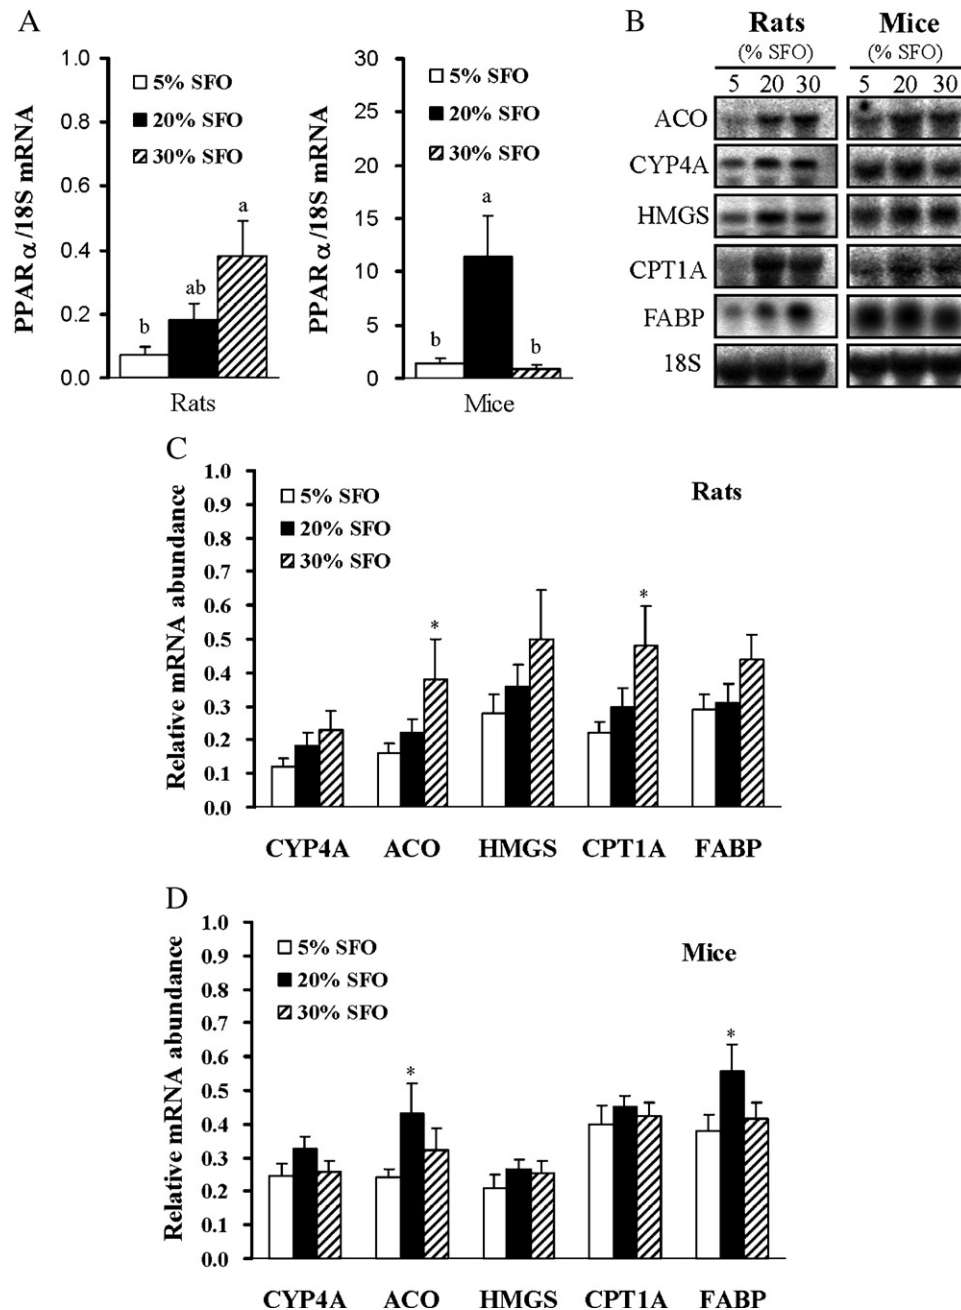 A
PPARα/18S mRNA
1.0
0.8
0.6
0.4
0.2
0.0
5% SFO
20% SFO
30% SFO
b
ab
a
Rats
PPARα/18S mRNA
30
25
20
15
10
5
0
5% SFO
20% SFO
30% SFO
b
a
b
Mice
B
Rats Mice
(% SFO) (% SFO)
5 20 30 5 20 30
ACO
CYP4A
HMGS
CPT1A
FABP
18S
C
Relative mRNA abundance
1.0
0.9
0.8
0.7
0.6
0.5
0.4
0.3
0.2
0.1
0.0
5% SFO
20% SFO
30% SFO
Rats
*
*
CYP4A ACO HMGS CPT1A FABP
D
Relative mRNA abundance
1.0
0.9
0.8
0.7
0.6
0.5
0.4
0.3
0.2
0.1
0.0
5% SFO
20% SFO
30% SFO
Mice
*
*
CYP4A ACO HMGS CPT1A FABP